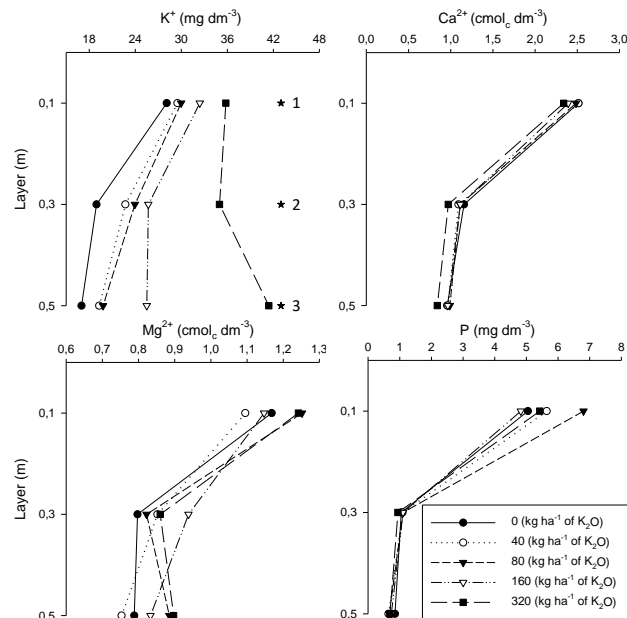 K+ (mg dm-3)
18 24 30 36 42 48
Ca2+ (cmolc dm-3)
0,0 0,5 1,0 1,5 2,0 2,5 3,0
Layer (m)
0,1
0,3
0,5
★ 1
★ 2
★ 3
0,1
0,3
0,5
Mg2+ (cmolc dm-3)
0,6 0,8 0,9 1,0 1,2 1,3
P (mg dm-3)
0 1 2 3 4 5 6 7 8
Layer (m)
0,1
0,3
0,5
0,1
0,3
0,5
0 (kg ha-1 of K2O)
40 (kg ha-1 of K2O)
80 (kg ha-1 of K2O)
160 (kg ha-1 of K2O)
320 (kg ha-1 of K2O)